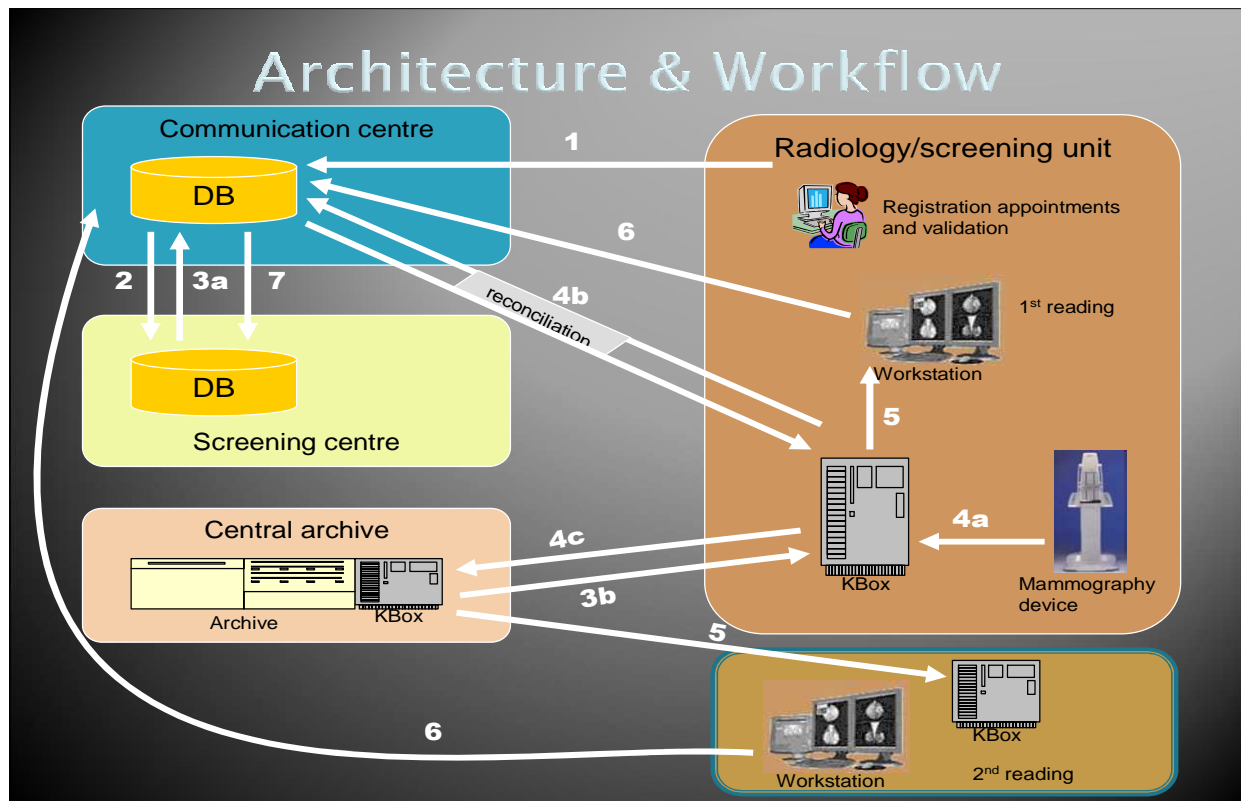 Architecture & Workflow
Communication centre
DB
1
Radiology/screening unit
Registration appointments
and validation
6
2
3a
7
4b
reconciliation
1st reading
Workstation
DB
Screening centre
5
Central archive
4c
4a
3b
KBox
Mammography
device
Archive
KBox
5
6
KBox
Workstation
2nd reading